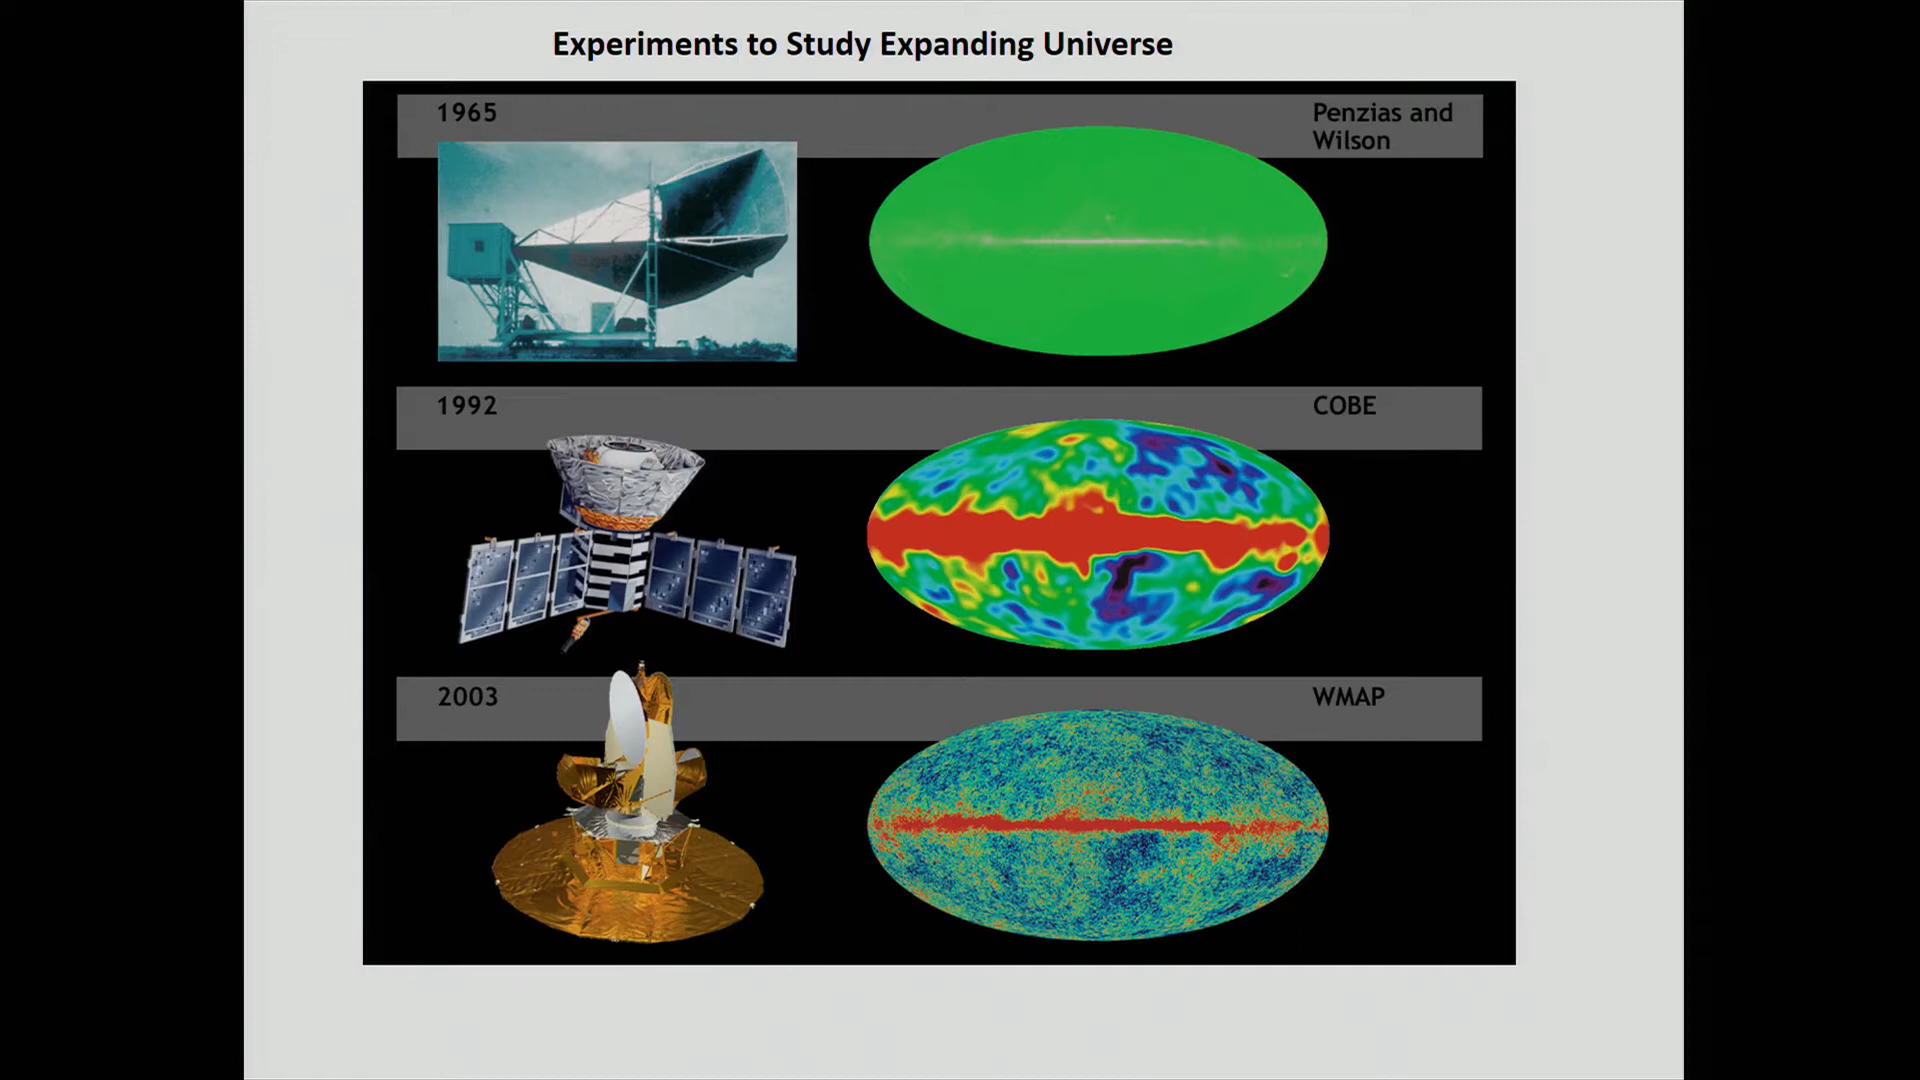 Experiments to Study Expanding Universe
1965
Penzias and
Wilson
1992
COBE
2003
WMAP